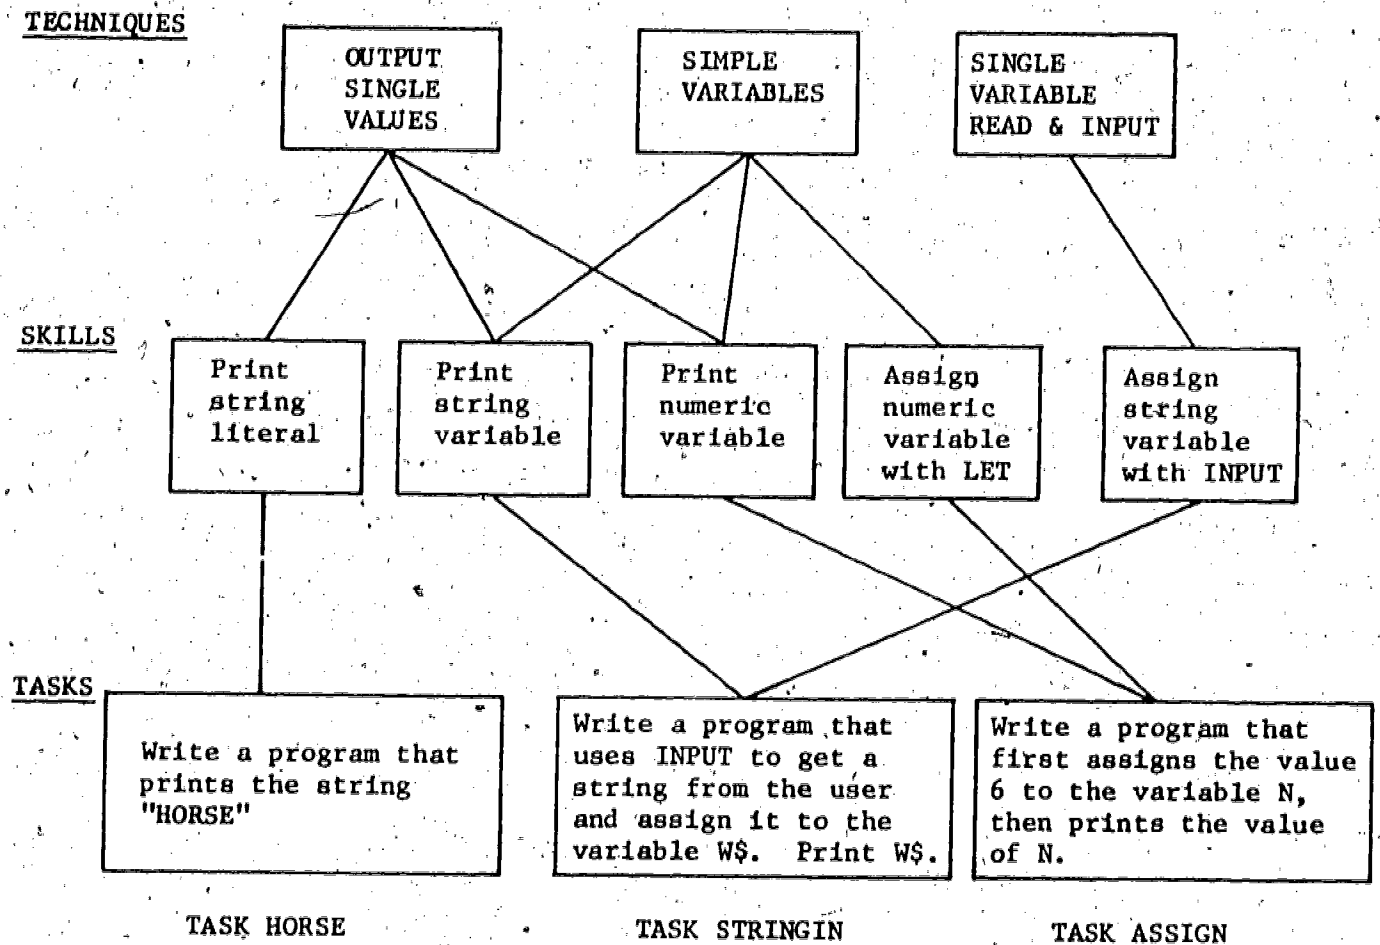 TECHNIQUES
OUTPUT
SINGLE
VALUES
SIMPLE
VARIABLES
SINGLE
VARIABLE
READ & INPUT
SKILLS
Print
string
literal
Print
string
variable
Print
numeric
variable
Assign
numeric
variable
with LET
Assign
string
variable
with INPUT
TASKS
Write a program that
prints the string
"HORSE"
Write a program that
uses INPUT to get a
string from the user
and assign it to the
variable W$. Print W$.
Write a program that
first assigns the value
6 to the variable N,
then prints the value
of N.
TASK HORSE
TASK STRINGIN
TASK ASSIGN